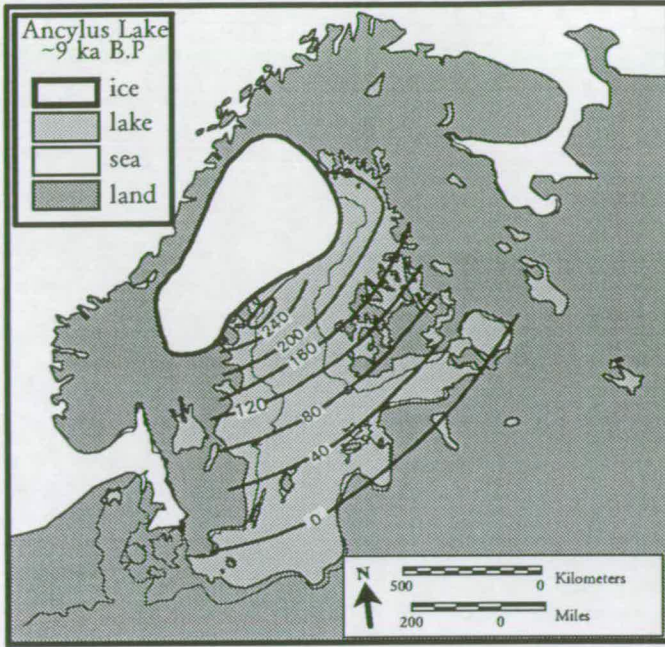 Ancylus Lake
~9 ka B.P
ice
lake
sea
land
240
200
160
120
80
40
0
N
500 0 Kilometers
200 0 Miles